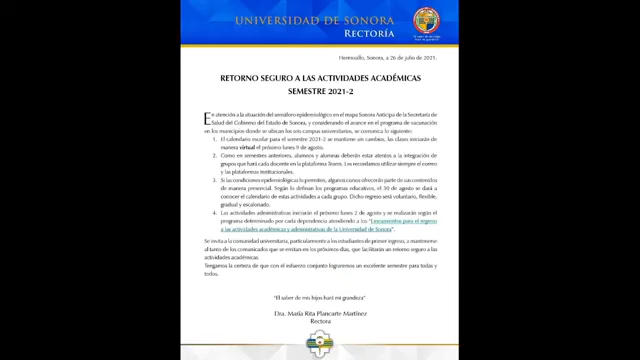 UNIVERSIDAD DE SONORA
RECTORÍA
Hermosillo, Sonora, a 26 de julio de 2021.
RETORNO SEGURO A LAS ACTIVIDADES ACADÉMICAS
SEMESTRE 2021-2
En atención a la situación del semáforo epidemiológico en el mapa Sonora Anticipa de la Secretaría de
Salud del Gobierno del Estado de Sonora, y considerando el avance en el programa de vacunación
en los municipios donde se ubican los sois campus universitarios, se comunica lo siguiente:
1. El calendario escolar para el semestre 2021-2 se mantiene sin cambios, las clases iniciarán de
manera virtual el próximo lunes 9 de agosto.
2. Como en semestres anteriores, alumnos y alumnas deberán estar atentos a la integración de
grupos que hará cada docente en la plataforma Teams. Les recordamos utilizar siempre el correo
y las plataformas institucionales.
3. Si las condiciones epidemiológicas lo permiten, algunos cursos ofrecerán parte de sus contenidos
de manera presencial. Según lo definan los programas educativos, el 30 de agosto se dará a
conocer el calendario de estas actividades a cada grupo. Dicho regreso será voluntario, flexible,
gradual y escalonado.
4. Las actividades administrativas iniciarán el próximo lunes 2 de agosto y se realizarán según el
programa determinado por cada dependencia atendiendo a los "Lineamientos para el regreso
a las actividades académicas y administrativas de la Universidad de Sonora".
Se invita a la comunidad universitaria, particularmente a los estudiantes de primer ingreso, a mantenerse
al tanto de los comunicados que se emitan en los próximos días, que facilitarán un retorno seguro a las
actividades académicas.
Tengamos la certeza de que con el esfuerzo conjunto lograremos un excelente semestre para todas y
todos.
"El saber de mis hijos hará mi grandeza"
Dra. María Rita Plancarte Martínez
Rectora